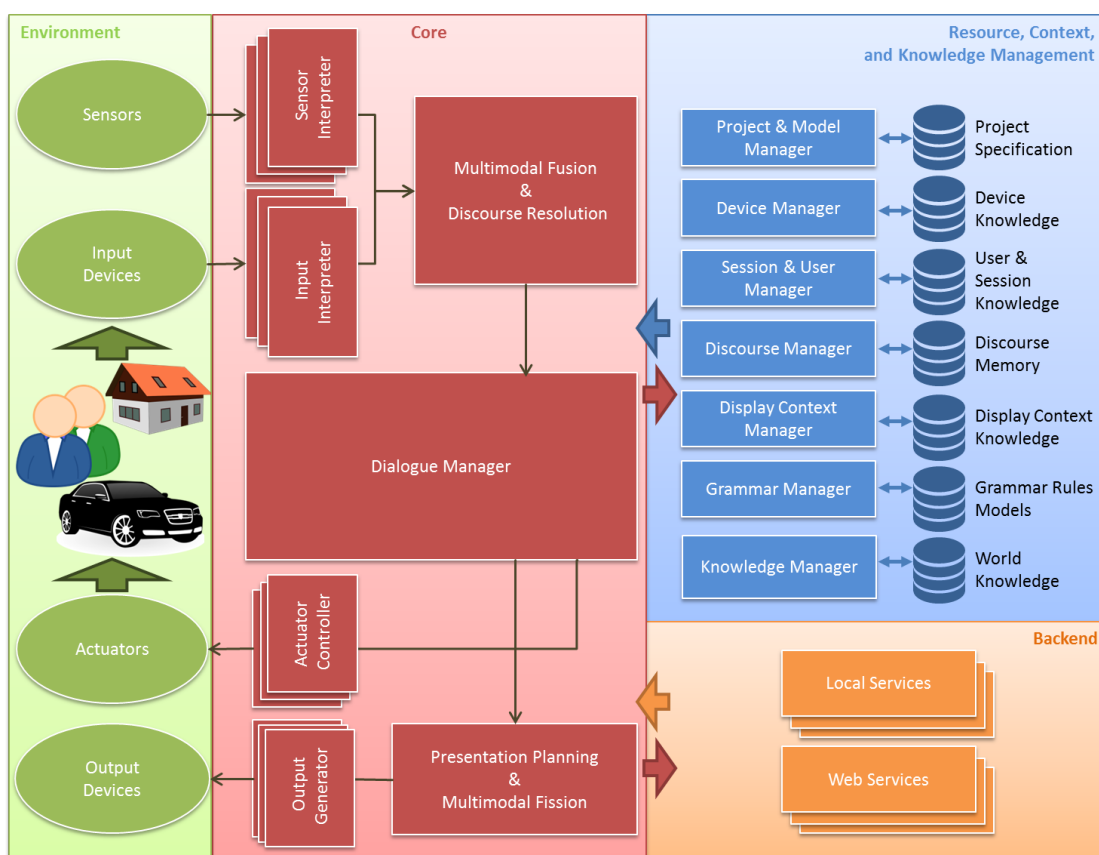 Environment
Sensors
Input
Devices
Actuators
Output
Devices
Core
Sensor
Interpreter
Input
Interpreter
Multimodal Fusion
&
Discourse Resolution
Dialogue Manager
Actuator
Controller
Output
Generator
Presentation Planning
&
Multimodal Fission
Resource, Context,
and Knowledge Management
Project & Model
Manager
Project
Specification
Device Manager
Device
Knowledge
Session & User
Manager
User &
Session
Knowledge
Discourse Manager
Discourse
Memory
Display Context
Manager
Display Context
Knowledge
Grammar Manager
Grammar Rules
Models
Knowledge Manager
World
Knowledge
Backend
Local Services
Web Services